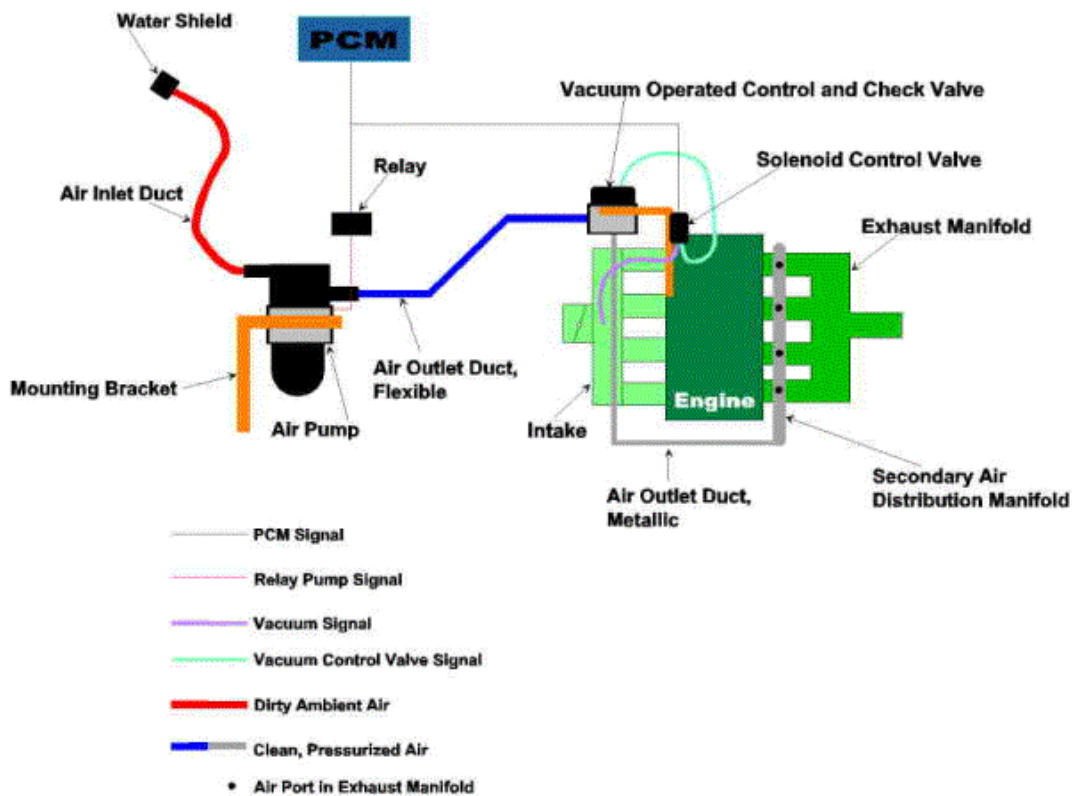 Water Shield
PCM
Vacuum Operated Control and Check Valve
Relay
Solenoid Control Valve
Air Inlet Duct
Exhaust Manifold
Mounting Bracket
Air Outlet Duct,
Flexible
Air Pump
Engine
Intake
Air Outlet Duct,
Metallic
Secondary Air
Distribution Manifold
PCM Signal
Relay Pump Signal
Vacuum Signal
Vacuum Control Valve Signal
Dirty Ambient Air
Clean, Pressurized Air
Air Port in Exhaust Manifold